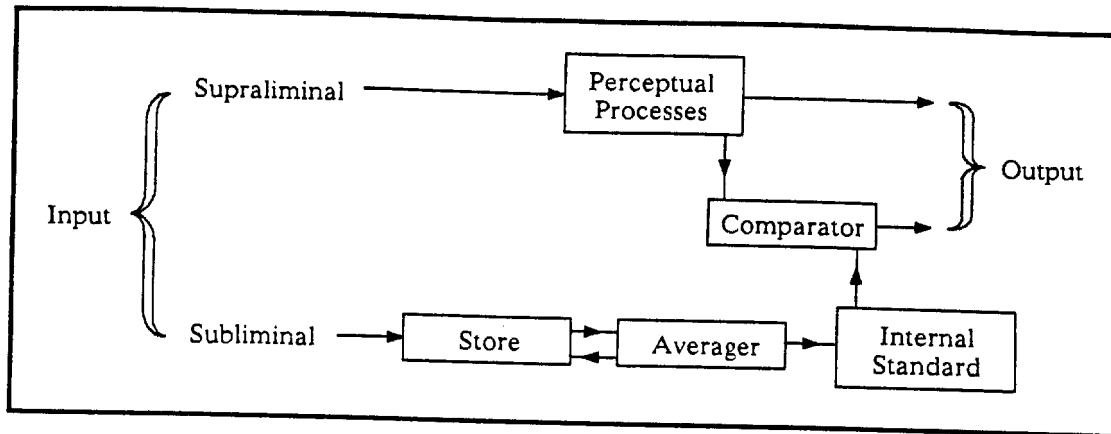 Supraliminal
Perceptual
Processes
Input
Output
Comparator
Subliminal
Store
Averager
Internal
Standard